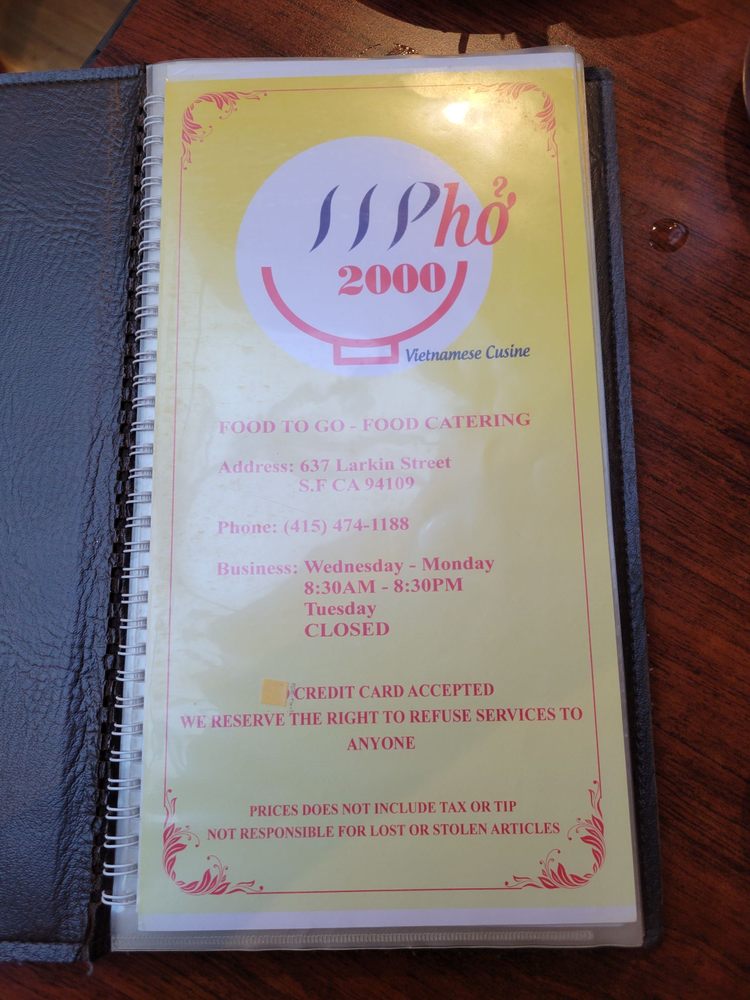 Phở
2000
Vietnamese Cusine
FOOD TO GO - FOOD CATERING
Address: 637 Larkin Street
S.F CA 94109
Phone: (415) 474-1188
Business: Wednesday - Monday
8:30AM - 8:30PM
Tuesday
CLOSED
CREDIT CARD ACCEPTED
WE RESERVE THE RIGHT TO REFUSE SERVICES TO
ANYONE
PRICES DOES NOT INCLUDE TAX OR TIP
NOT RESPONSIBLE FOR LOST OR STOLEN ARTICLES